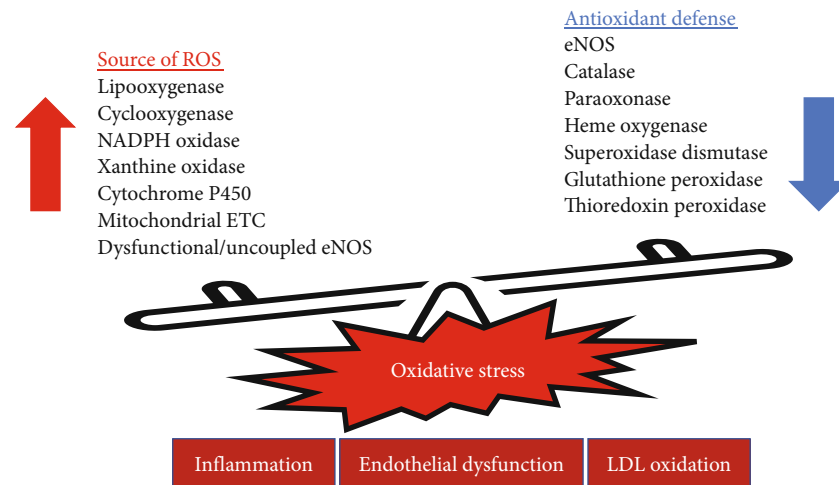 Source of ROS
Lipooxygenase
Cyclooxygenase
NADPH oxidase
Xanthine oxidase
Cytochrome P450
Mitochondrial ETC
Dysfunctional/uncoupled eNOS
Antioxidant defense
eNOS
Catalase
Paraoxonase
Heme oxygenase
Superoxidase dismutase
Glutathione peroxidase
Thioredoxin peroxidase
Oxidative stress
Inflammation
Endothelial dysfunction
LDL oxidation